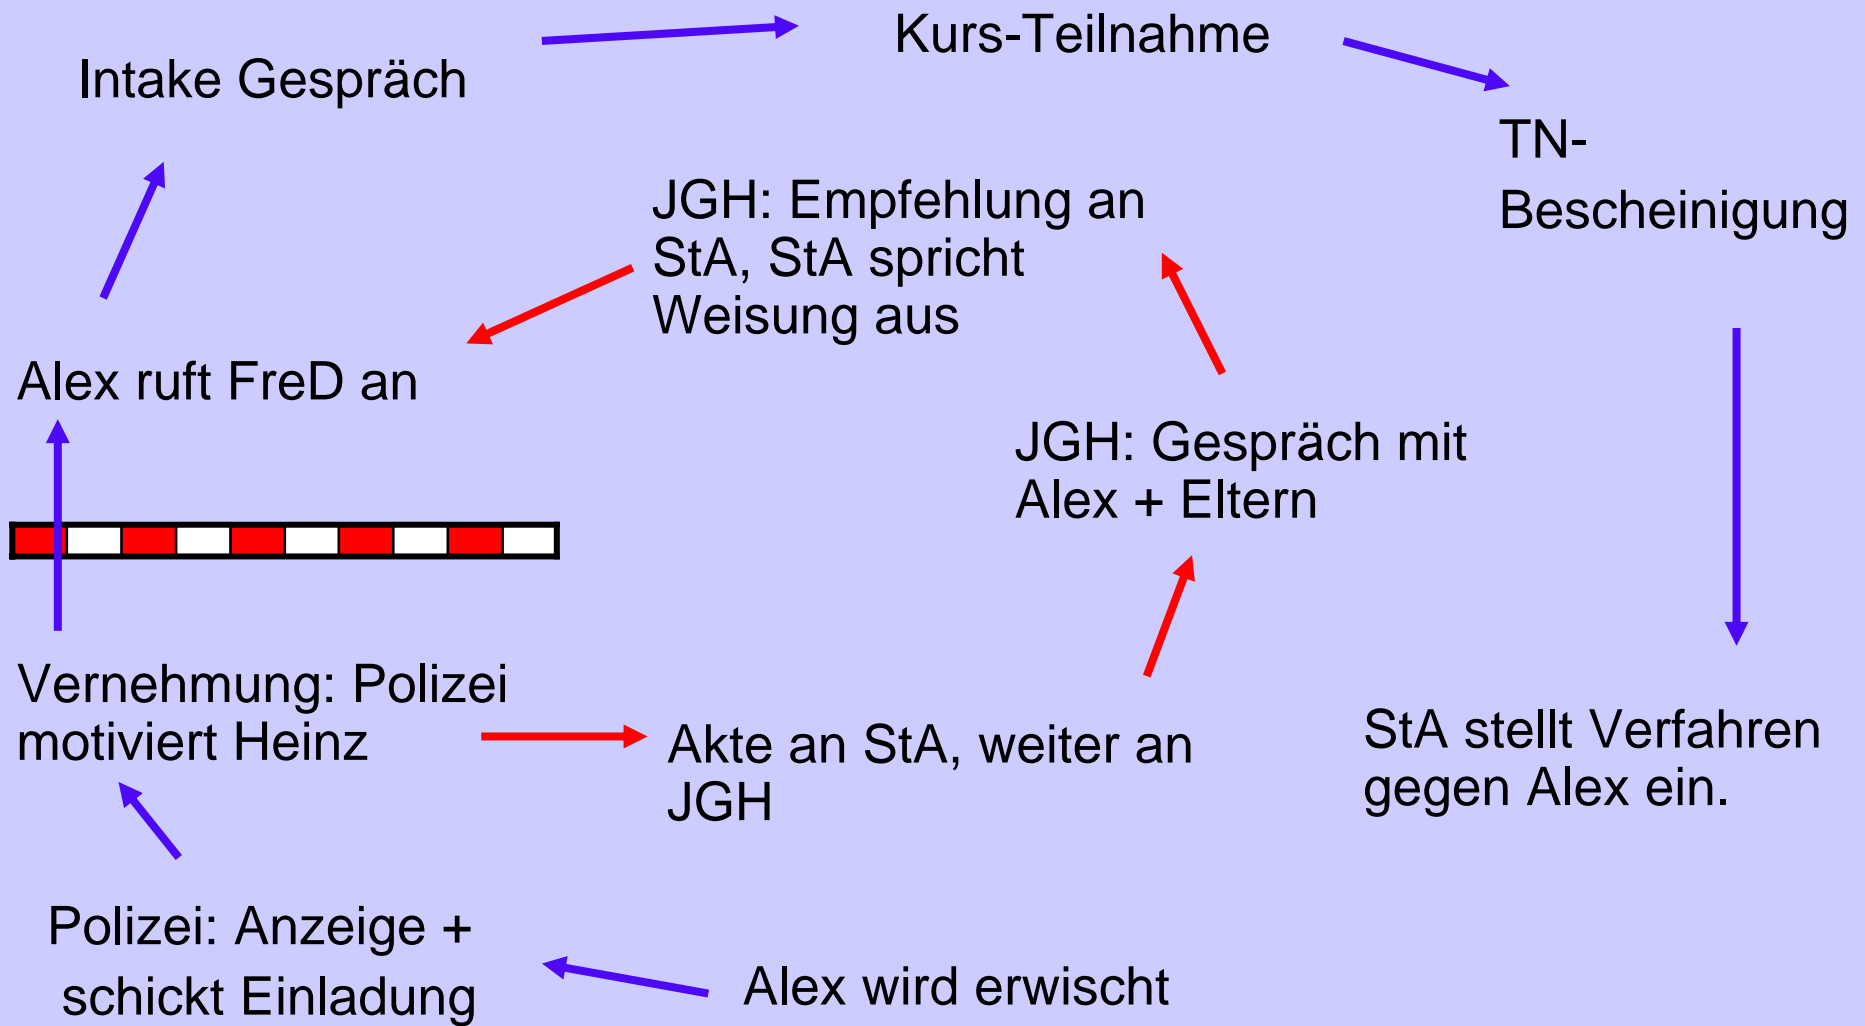 Kurs-Teilnahme
Intake Gespräch
TN-
Bescheinigung
JGH: Empfehlung an
StA, StA spricht
Weisung aus
Alex ruft FreD an
JGH: Gespräch mit
Alex + Eltern
Vernehmung: Polizei
motiviert Heinz
Akte an StA, weiter an
JGH
StA stellt Verfahren
gegen Alex ein.
Polizei: Anzeige +
schickt Einladung
Alex wird erwischt